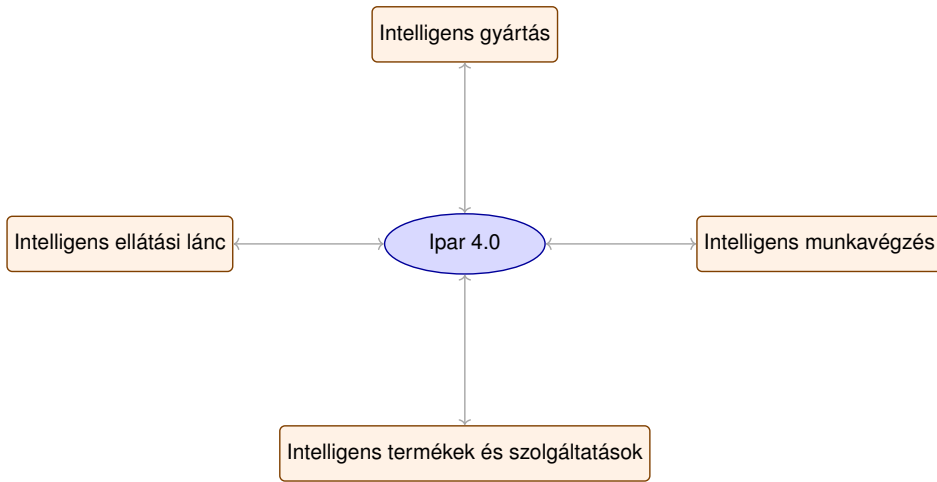 Intelligens gyártás
Intelligens ellátási lánc
Ipar 4.0
Intelligens munkavégzés
Intelligens termékek és szolgáltatások